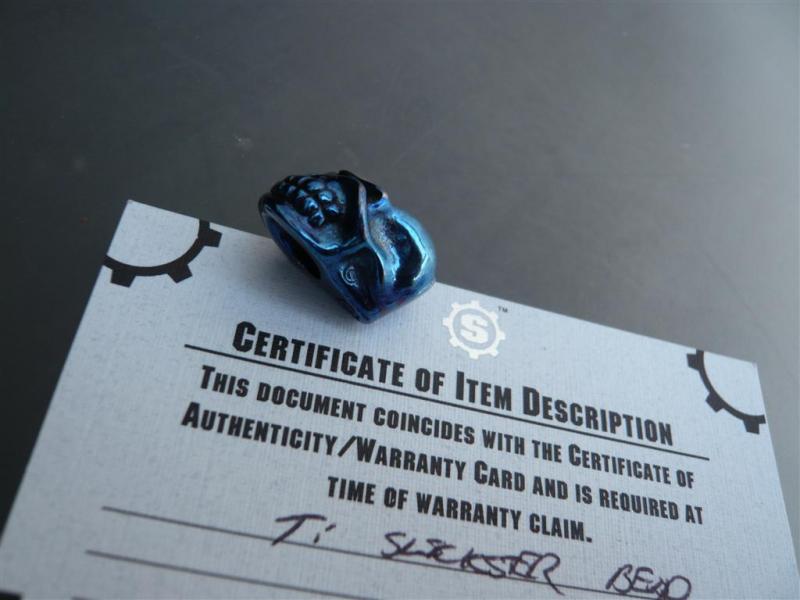 S™
CERTIFICATE OF ITEM DESCRIPTION
THIS DOCUMENT COINCIDES WITH THE CERTIFICATE OF
AUTHENTICITY/WARRANTY CARD AND IS REQUIRED AT
TIME OF WARRANTY CLAIM.
Ti SLICKSTER BEAD